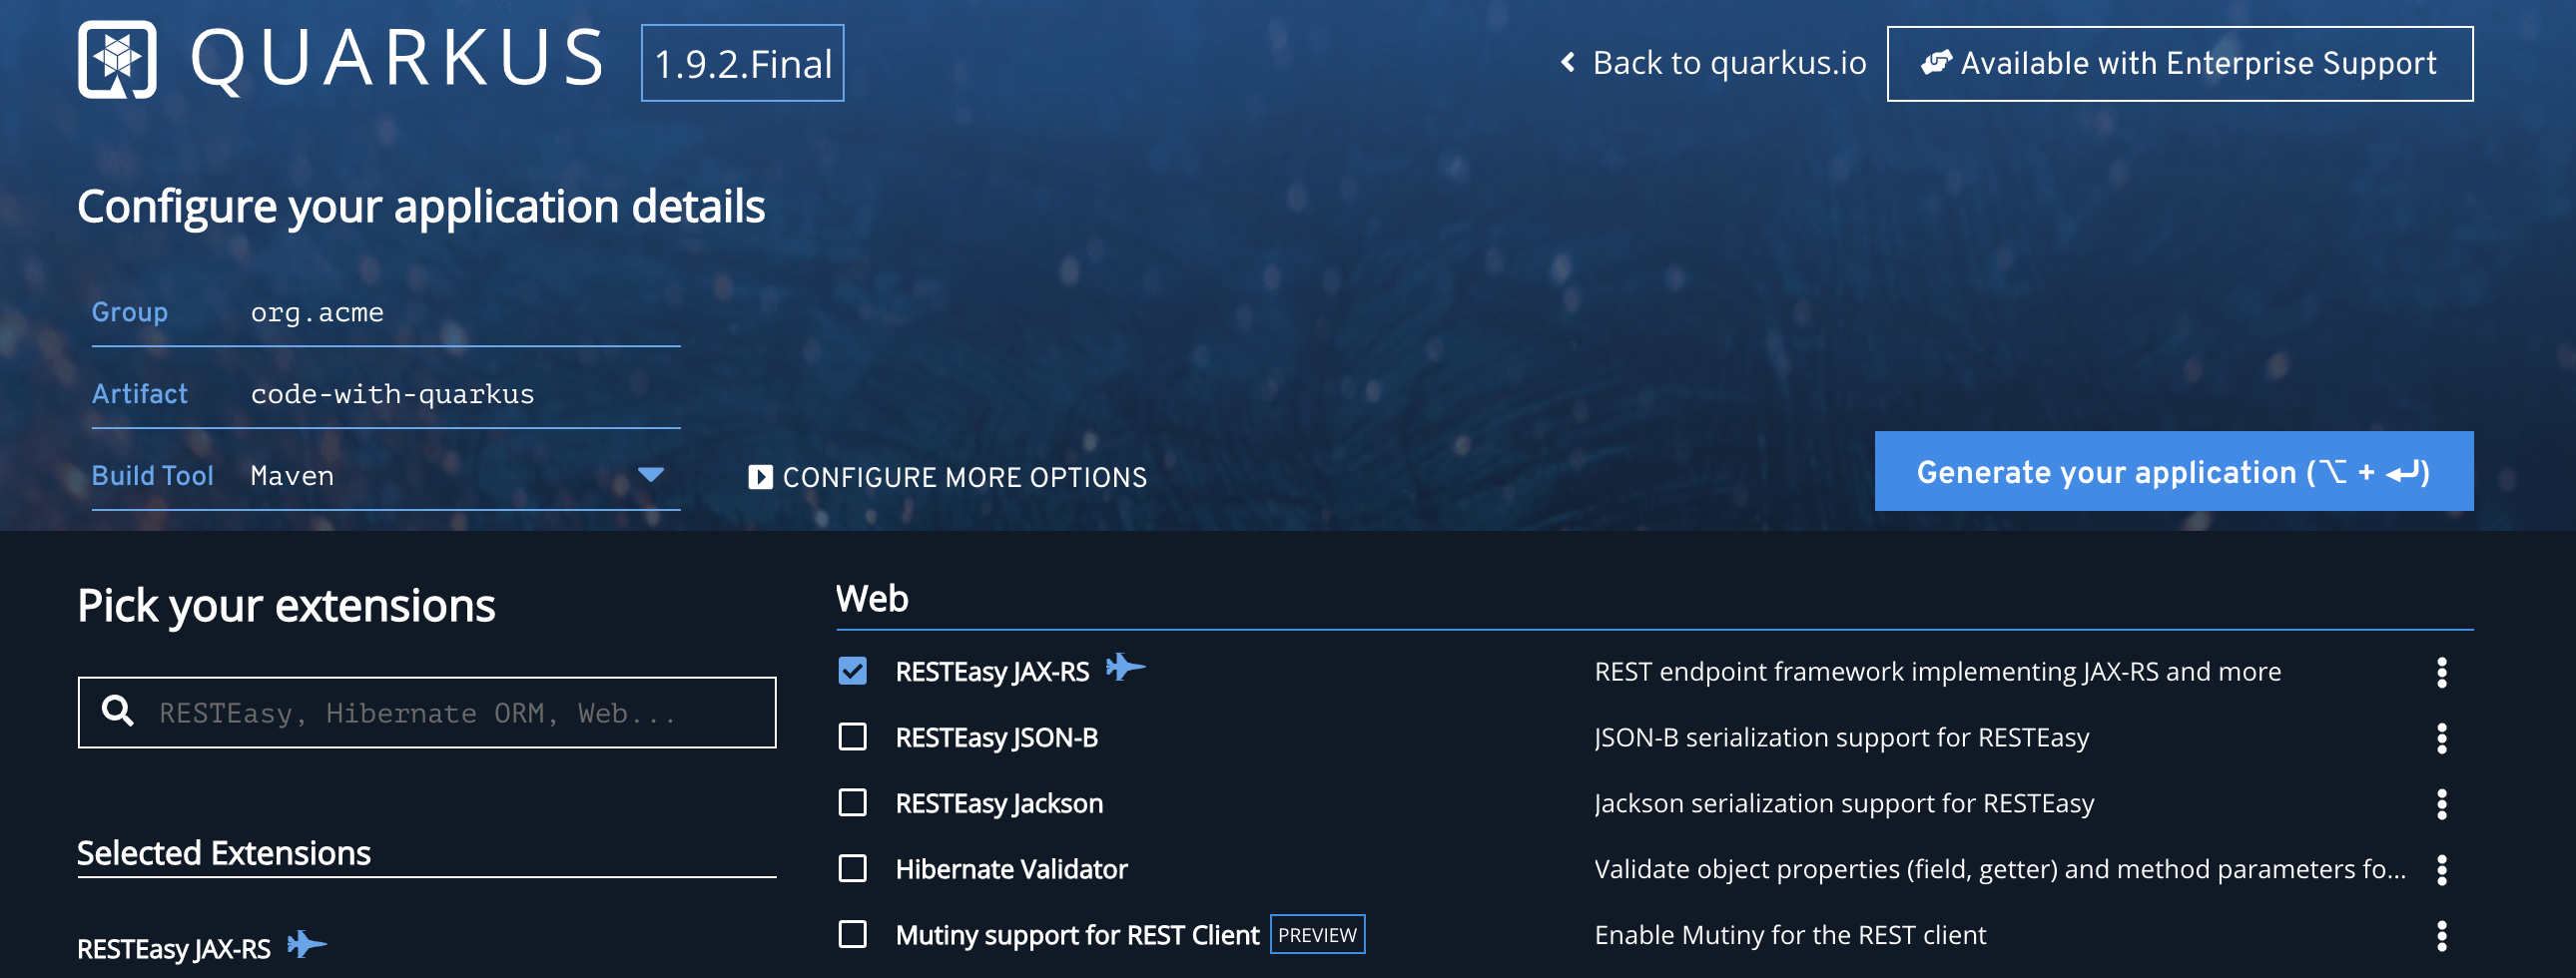 QUARKUS 1.9.2.Final
Back to quarkus.io
Available with Enterprise Support
Configure your application details
Group org.acme
Artifact code-with-quarkus
Build Tool Maven
CONFIGURE MORE OPTIONS
Generate your application (⌥ + ↵)
Pick your extensions
RESTEasy, Hibernate ORM, Web...
Selected Extensions
RESTEasy JAX-RS
Web
RESTEasy JAX-RS REST endpoint framework implementing JAX-RS and more
RESTEasy JSON-B JSON-B serialization support for RESTEasy
RESTEasy Jackson Jackson serialization support for RESTEasy
Hibernate Validator Validate object properties (field, getter) and method parameters fo...
Mutiny support for REST Client PREVIEW Enable Mutiny for the REST client